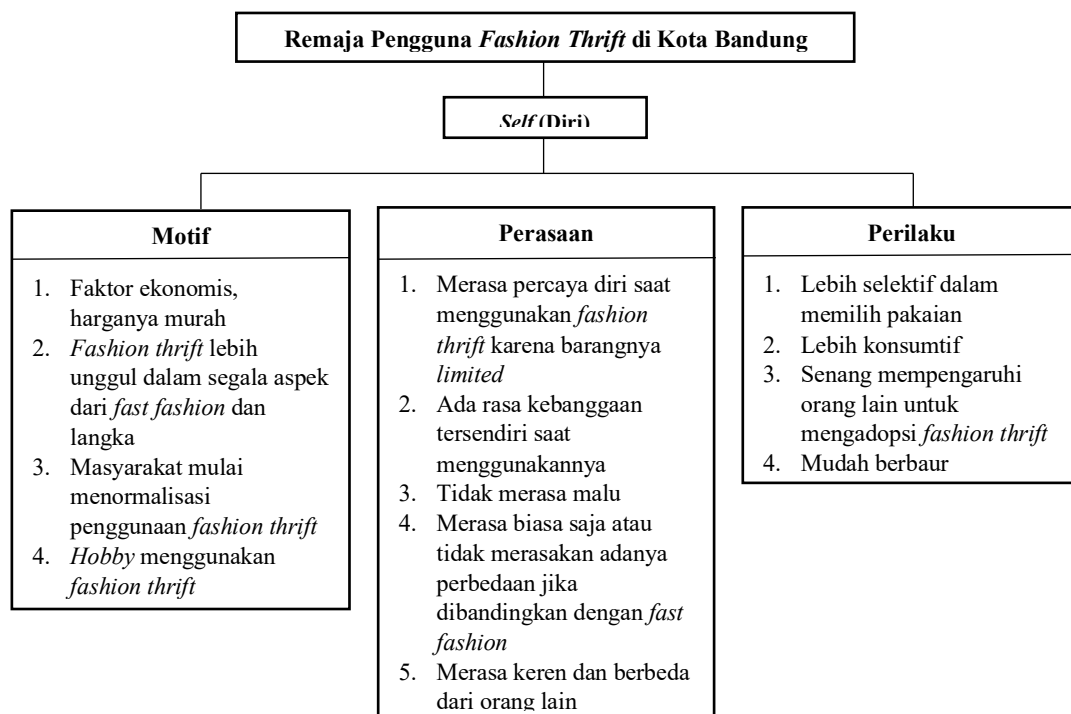 Remaja Pengguna Fashion Thrift di Kota Bandung
Self (Diri)
Motif
1. Faktor ekonomis,
harganya murah
2. Fashion thrift lebih
unggul dalam segala aspek
dari fast fashion dan
langka
3. Masyarakat mulai
menormalisasi
penggunaan fashion thrift
4. Hobby menggunakan
fashion thrift
Perasaan
1. Merasa percaya diri saat
menggunakan fashion
thrift karena barangnya
limited
2. Ada rasa kebanggaan
tersendiri saat
menggunakannya
3. Tidak merasa malu
4. Merasa biasa saja atau
tidak merasakan adanya
perbedaan jika
dibandingkan dengan fast
fashion
5. Merasa keren dan berbeda
dari orang lain
Perilaku
1. Lebih selektif dalam
memilih pakaian
2. Lebih konsumtif
3. Senang mempengaruhi
orang lain untuk
mengadopsi fashion thrift
4. Mudah berbaur